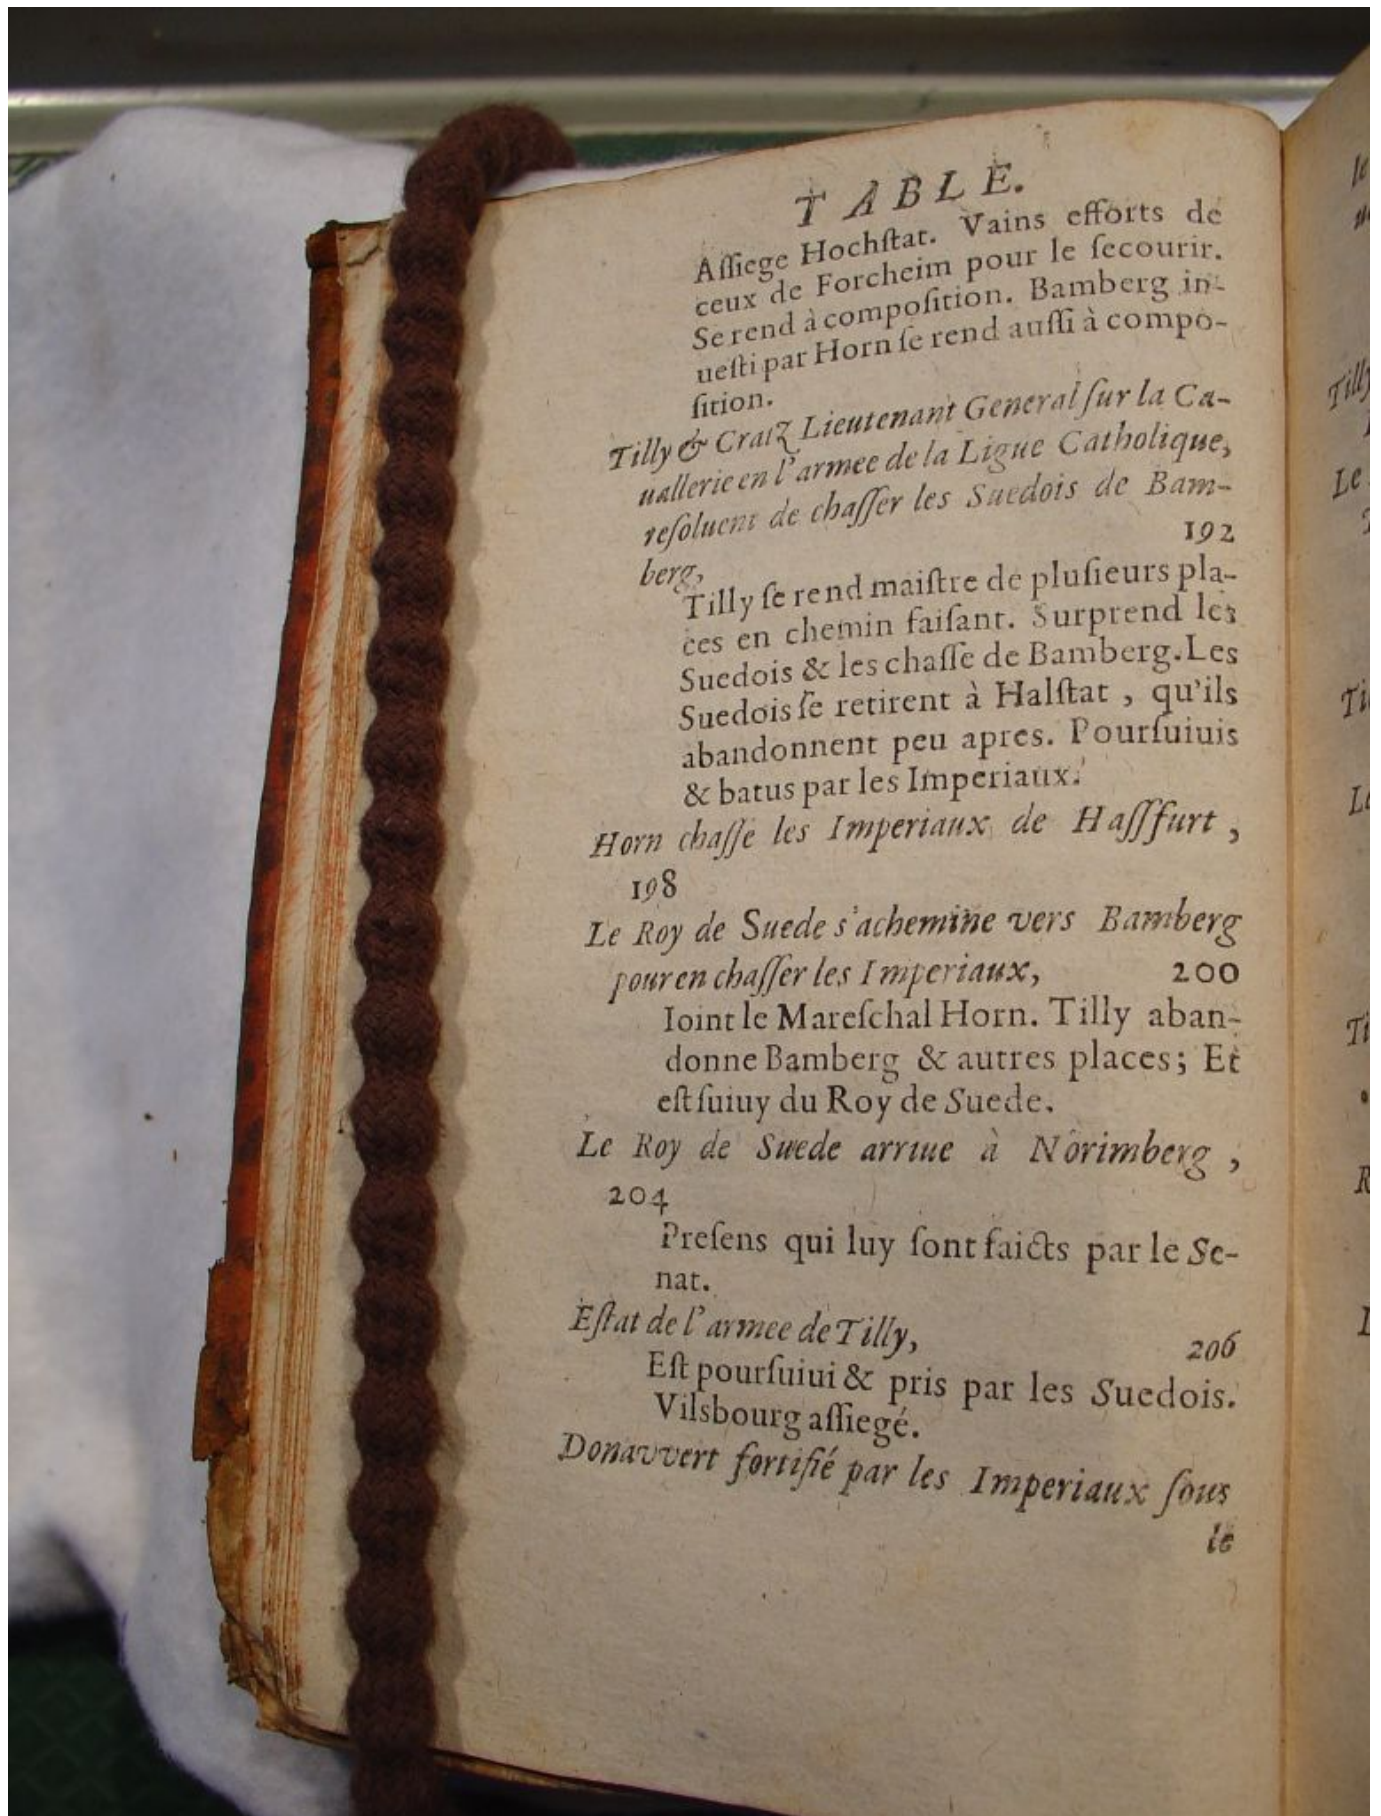 TABLE.
Aſſiege Hochſtat. Vains efforts de
ceux de Forcheim pour le ſecourir.
Se rend à compoſition. Bamberg in-
ueſti par Horn ſe rend auſſi à compo-
ſition.
Tilly & Cratz Lieutenant General ſur la Ca-
uallerie en l'armee de la Ligue Catholique,
reſoluent de chaſſer les Suedois de Bam-
berg, 192
Tilly ſe rend maiſtre de pluſieurs pla-
ces en chemin faiſant. Surprend les
Suedois & les chaſſe de Bamberg. Les
Suedois ſe retirent à Halſtat , qu'ils
abandonnent peu apres. Pourſuiuis
& batus par les Imperiaux.
Horn chaſſe les Imperiaux de Haſſfurt ,
198
Le Roy de Suede s'achemine vers Bamberg
pour en chaſſer les Imperiaux, 200
Ioint le Mareſchal Horn. Tilly aban-
donne Bamberg & autres places; Et
eſt ſuiuy du Roy de Suede.
Le Roy de Suede arriue à Norimberg ,
204
Preſens qui luy ſont faicts par le Se-
nat.
Eſtat de l'armee de Tilly, 206
Eſt pourſuiui & pris par les Suedois.
Vilsbourg aſſiegé.
Donavvert fortifié par les Imperiaux ſous
le
le
Tilly
Le
Ti
Le
Ti
R